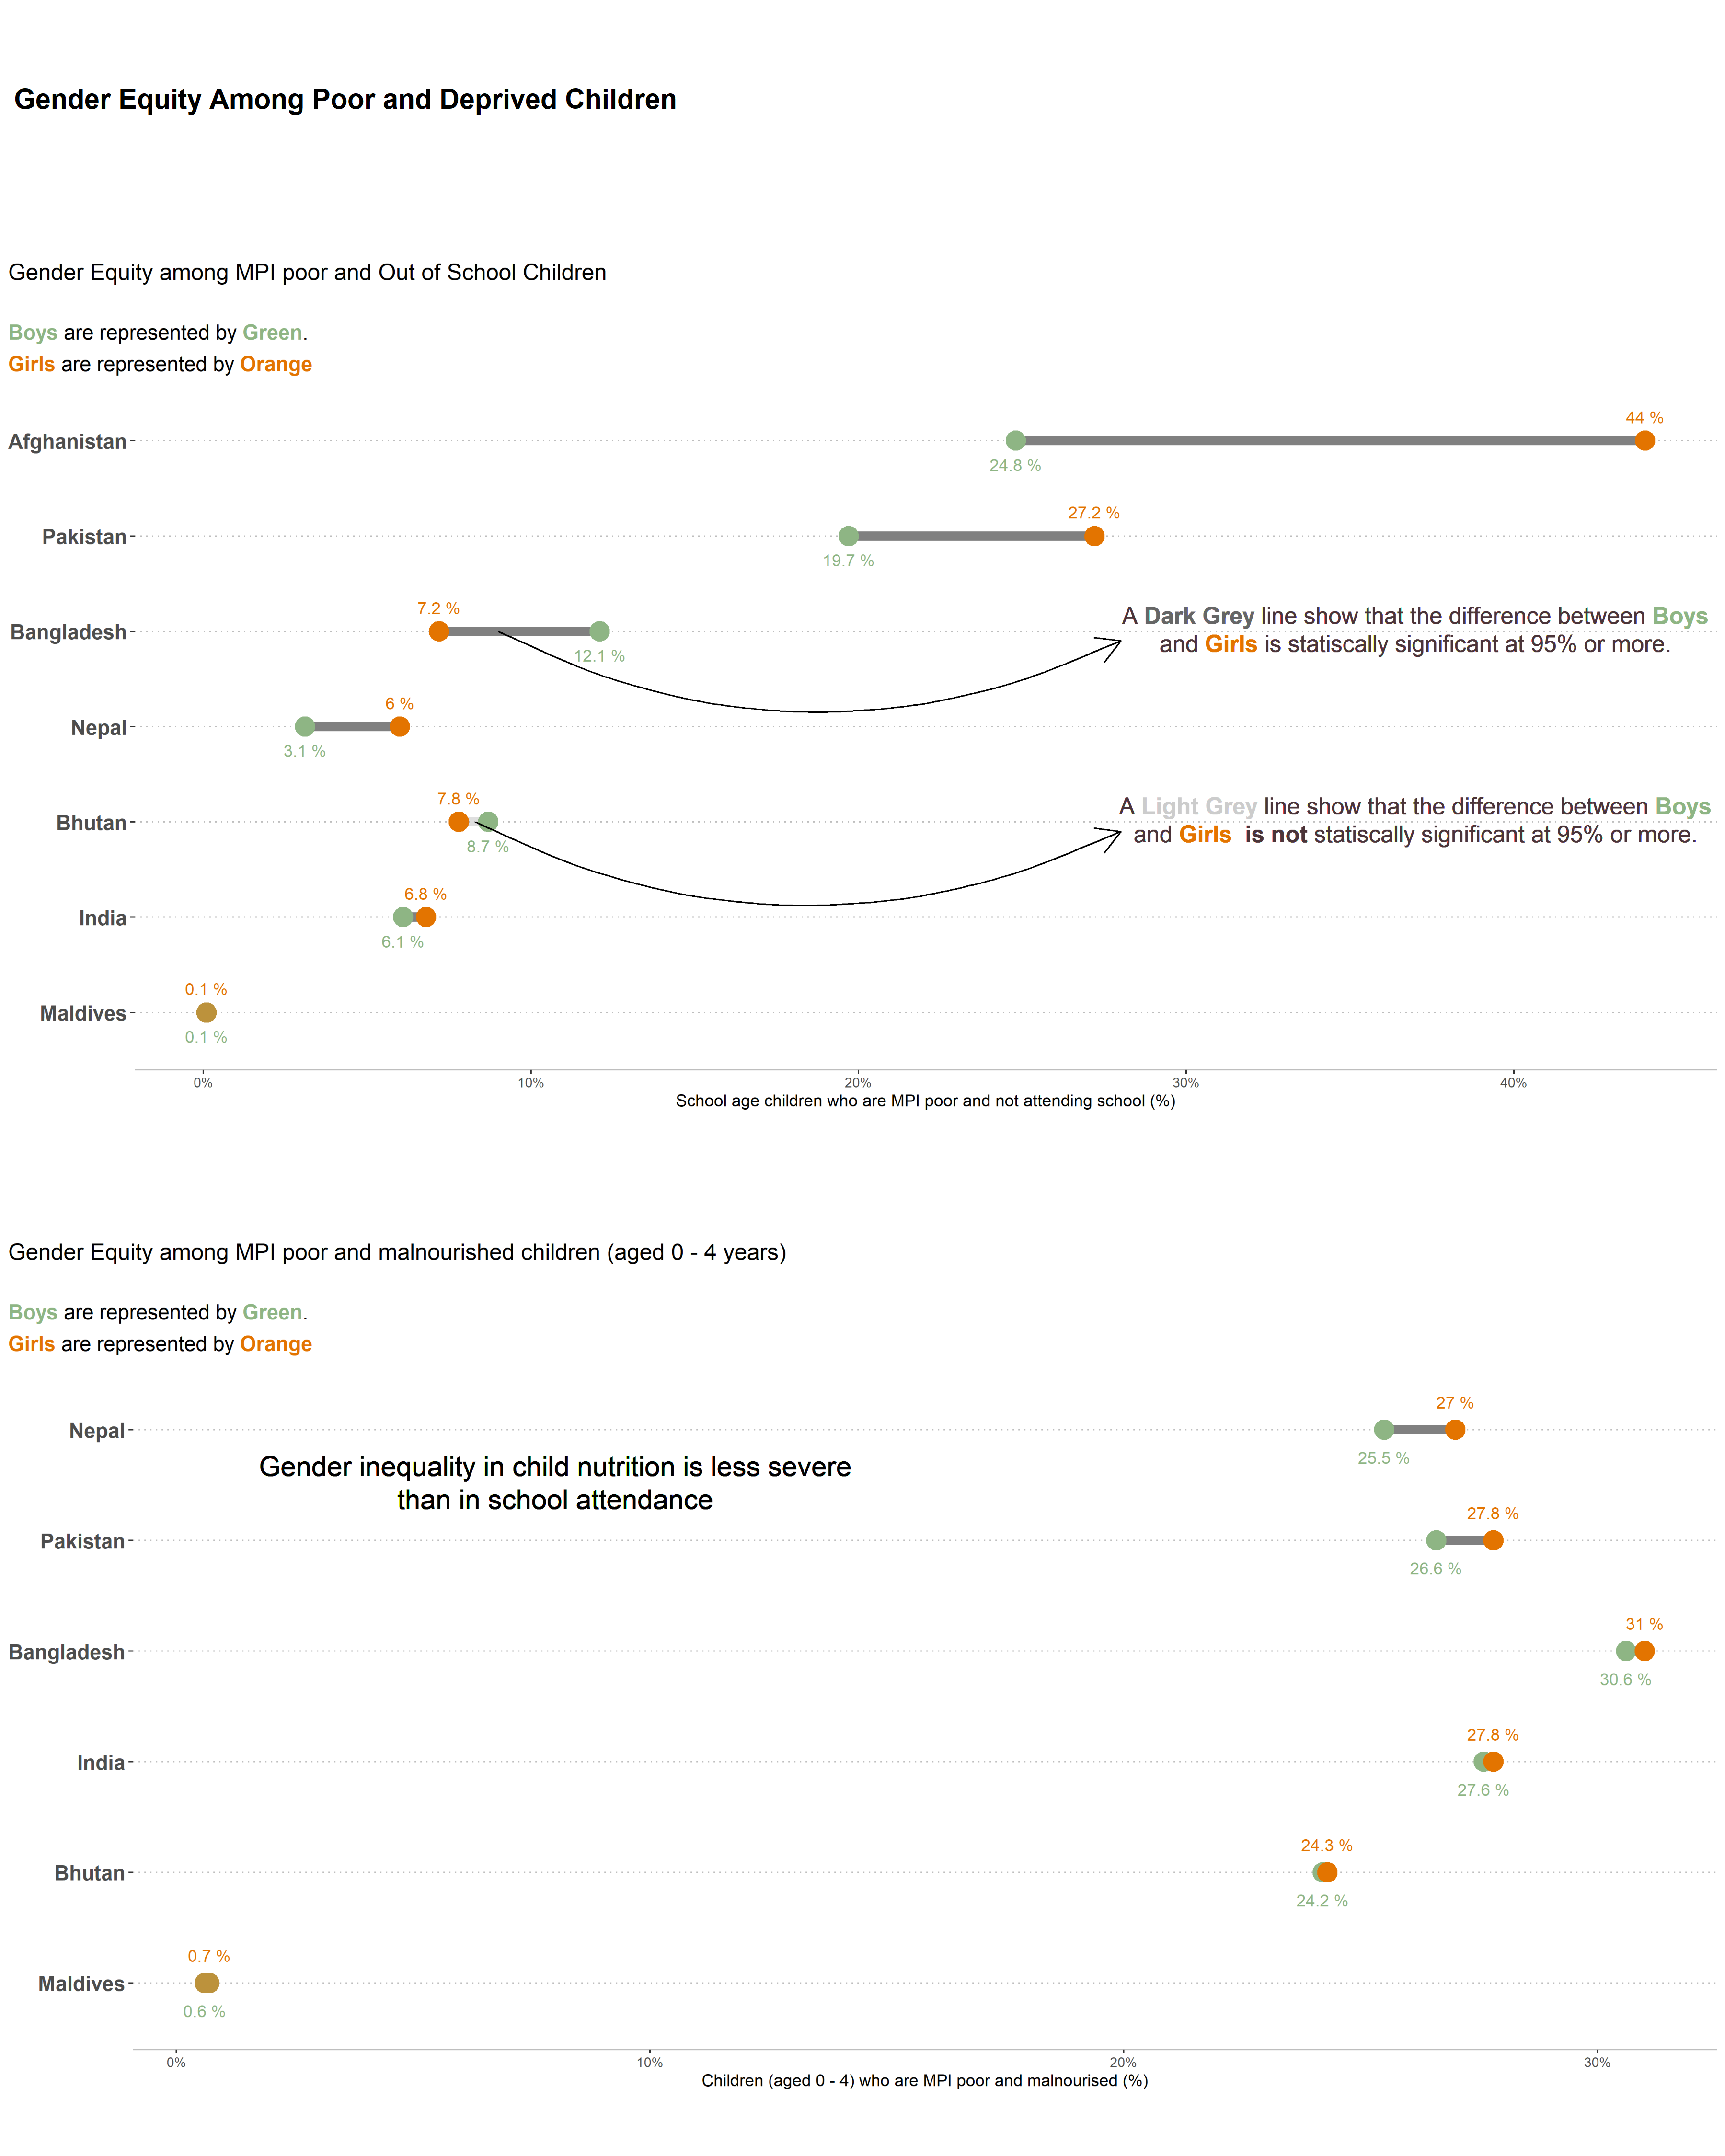 Gender Equity Among Poor and Deprived Children
Gender Equity among MPI poor and Out of School Children
Boys are represented by Green.
Girls are represented by Orange
Afghanistan
44 %
24.8 %
Pakistan
27.2 %
19.7 %
Bangladesh
7.2 %
12.1 %
A Dark Grey line show that the difference between Boys
and Girls is statiscally significant at 95% or more.
Nepal
6 %
3.1 %
Bhutan
7.8 %
8.7 %
A Light Grey line show that the difference between Boys
and Girls is not statiscally significant at 95% or more.
India
6.8 %
6.1 %
Maldives
0.1 %
0.1 %
0% 10% 20% 30% 40%
School age children who are MPI poor and not attending school (%)
Gender Equity among MPI poor and malnourished children (aged 0 - 4 years)
Boys are represented by Green.
Girls are represented by Orange
Nepal
27 %
25.5 %
Gender inequality in child nutrition is less severe
than in school attendance
Pakistan
27.8 %
26.6 %
Bangladesh
31 %
30.6 %
India
27.8 %
27.6 %
Bhutan
24.3 %
24.2 %
Maldives
0.7 %
0.6 %
0% 10% 20% 30%
Children (aged 0 - 4) who are MPI poor and malnourised (%)